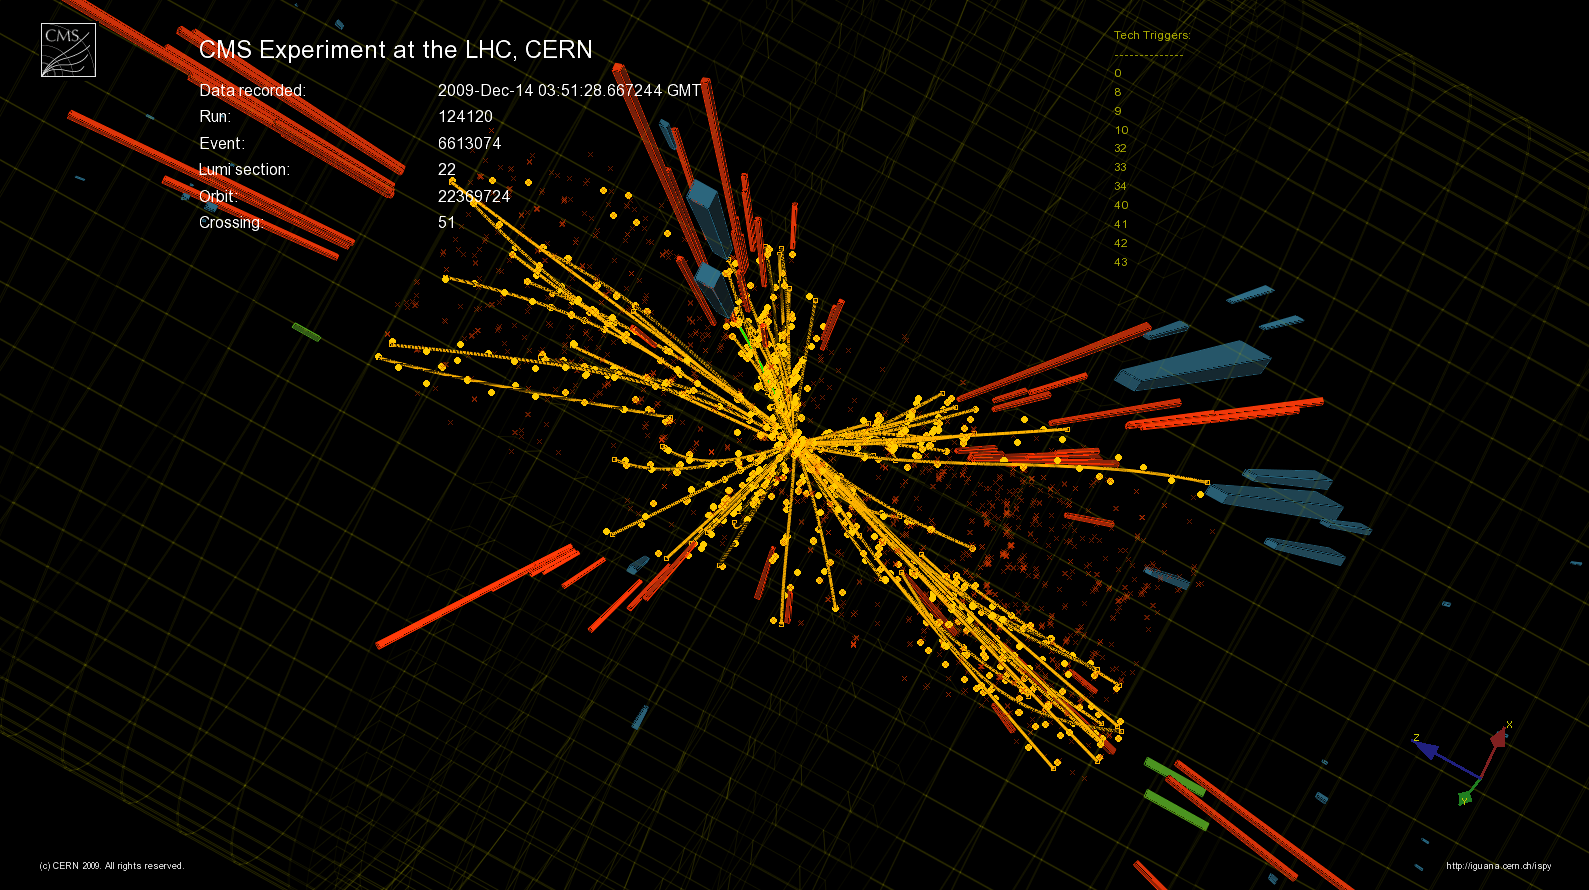 CMS
CMS Experiment at the LHC, CERN
Data recorded: 2009-Dec-14 03:51:28.667244 GMT
Run: 124120
Event: 6613074
Lumi section: 22
Orbit: 22369724
Crossing: 51
Tech Triggers:
------------------
0
8
9
10
32
33
34
40
41
42
43
X
Z
Y
(c) CERN 2009. All rights reserved.
http://iguana.cern.ch/ispy